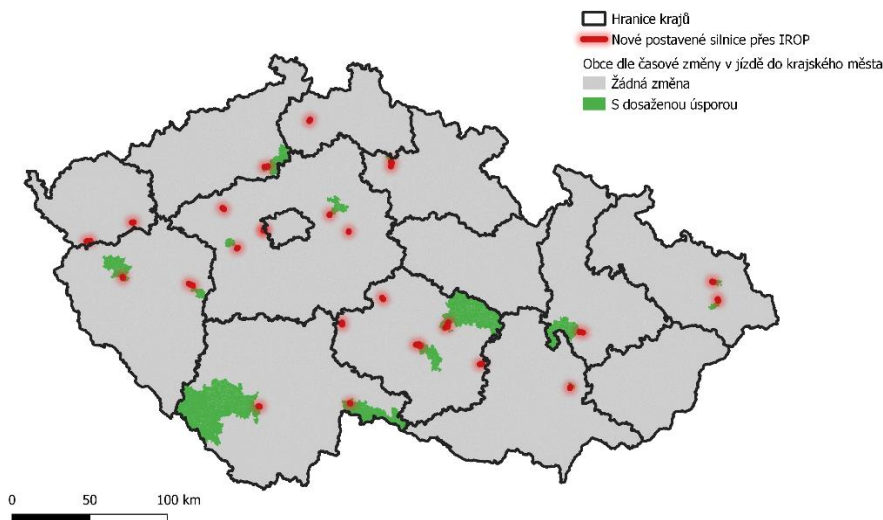 Hranice krajů
Nové postavené silnice přes IROP
Obce dle časové změny v jízdě do krajského města
Žádná změna
S dosaženou úsporou
0 50 100 km